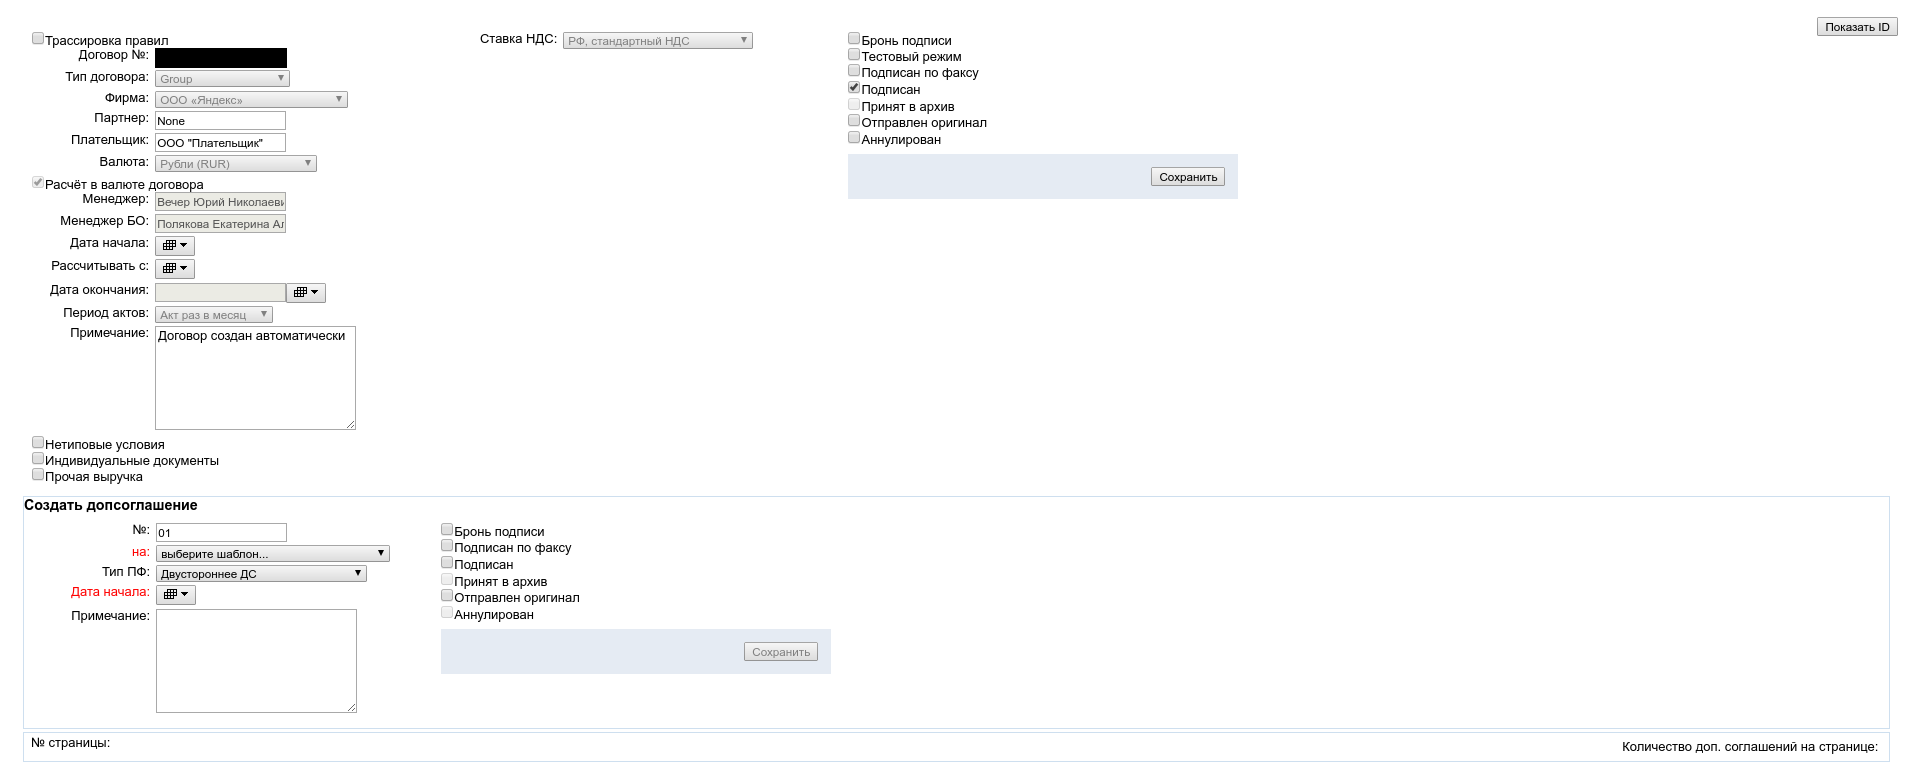 Показать ID
Трассировка правил
Договор №:
Тип договора: Group
Фирма: ООО «Яндекс»
Партнер: None
Плательщик: ООО "Плательщик"
Валюта: Рубли (RUR)
Расчёт в валюте договора
Менеджер: Вечер Юрий Николаеви
Менеджер БО: Полякова Екатерина Ал
Дата начала:
Рассчитывать с:
Дата окончания:
Период актов: Акт раз в месяц
Примечание: Договор создан автоматически
Нетиповые условия
Индивидуальные документы
Прочая выручка
Ставка НДС: РФ, стандартный НДС
Бронь подписи
Тестовый режим
Подписан по факсу
Подписан
Принят в архив
Отправлен оригинал
Аннулирован
Сохранить
Создать допсоглашение
№: 01
на: выберите шаблон...
Тип ПФ: Двустороннее ДС
Дата начала:
Примечание:
Бронь подписи
Подписан по факсу
Подписан
Принят в архив
Отправлен оригинал
Аннулирован
Сохранить
№ страницы:
Количество доп. соглашений на странице: